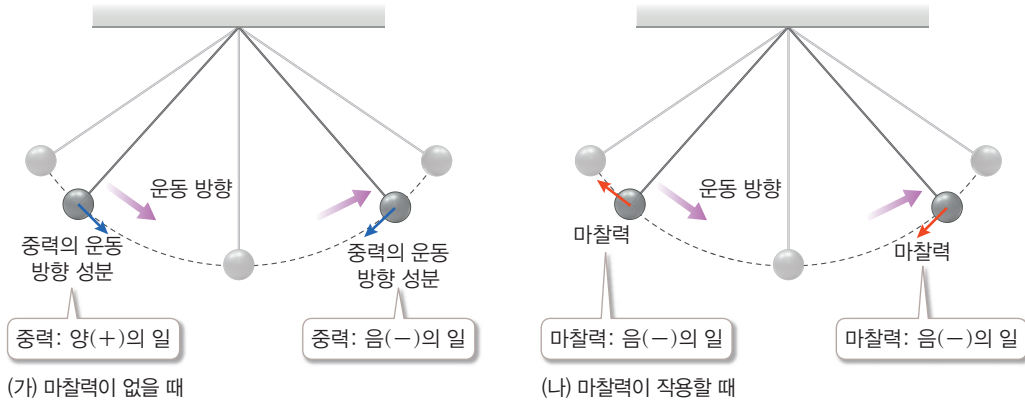 운동 방향
중력의 운동
방향 성분
중력의 운동
방향 성분
중력: 양(+)의 일
중력: 음(-)의 일
(가) 마찰력이 없을 때
운동 방향
마찰력
마찰력
마찰력: 음(-)의 일
마찰력: 음(-)의 일
(나) 마찰력이 작용할 때